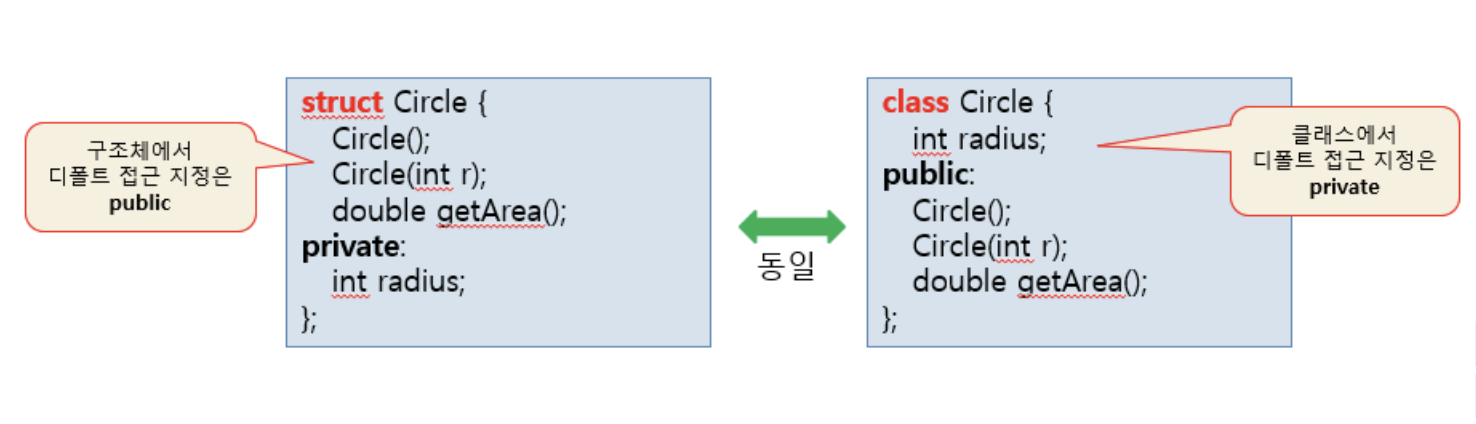 구조체에서
디폴트 접근 지정은
public
struct Circle {
Circle();
Circle(int r);
double getArea();
private:
int radius;
};
동일
class Circle {
int radius;
public:
Circle();
Circle(int r);
double getArea();
};
클래스에서
디폴트 접근 지정은
private